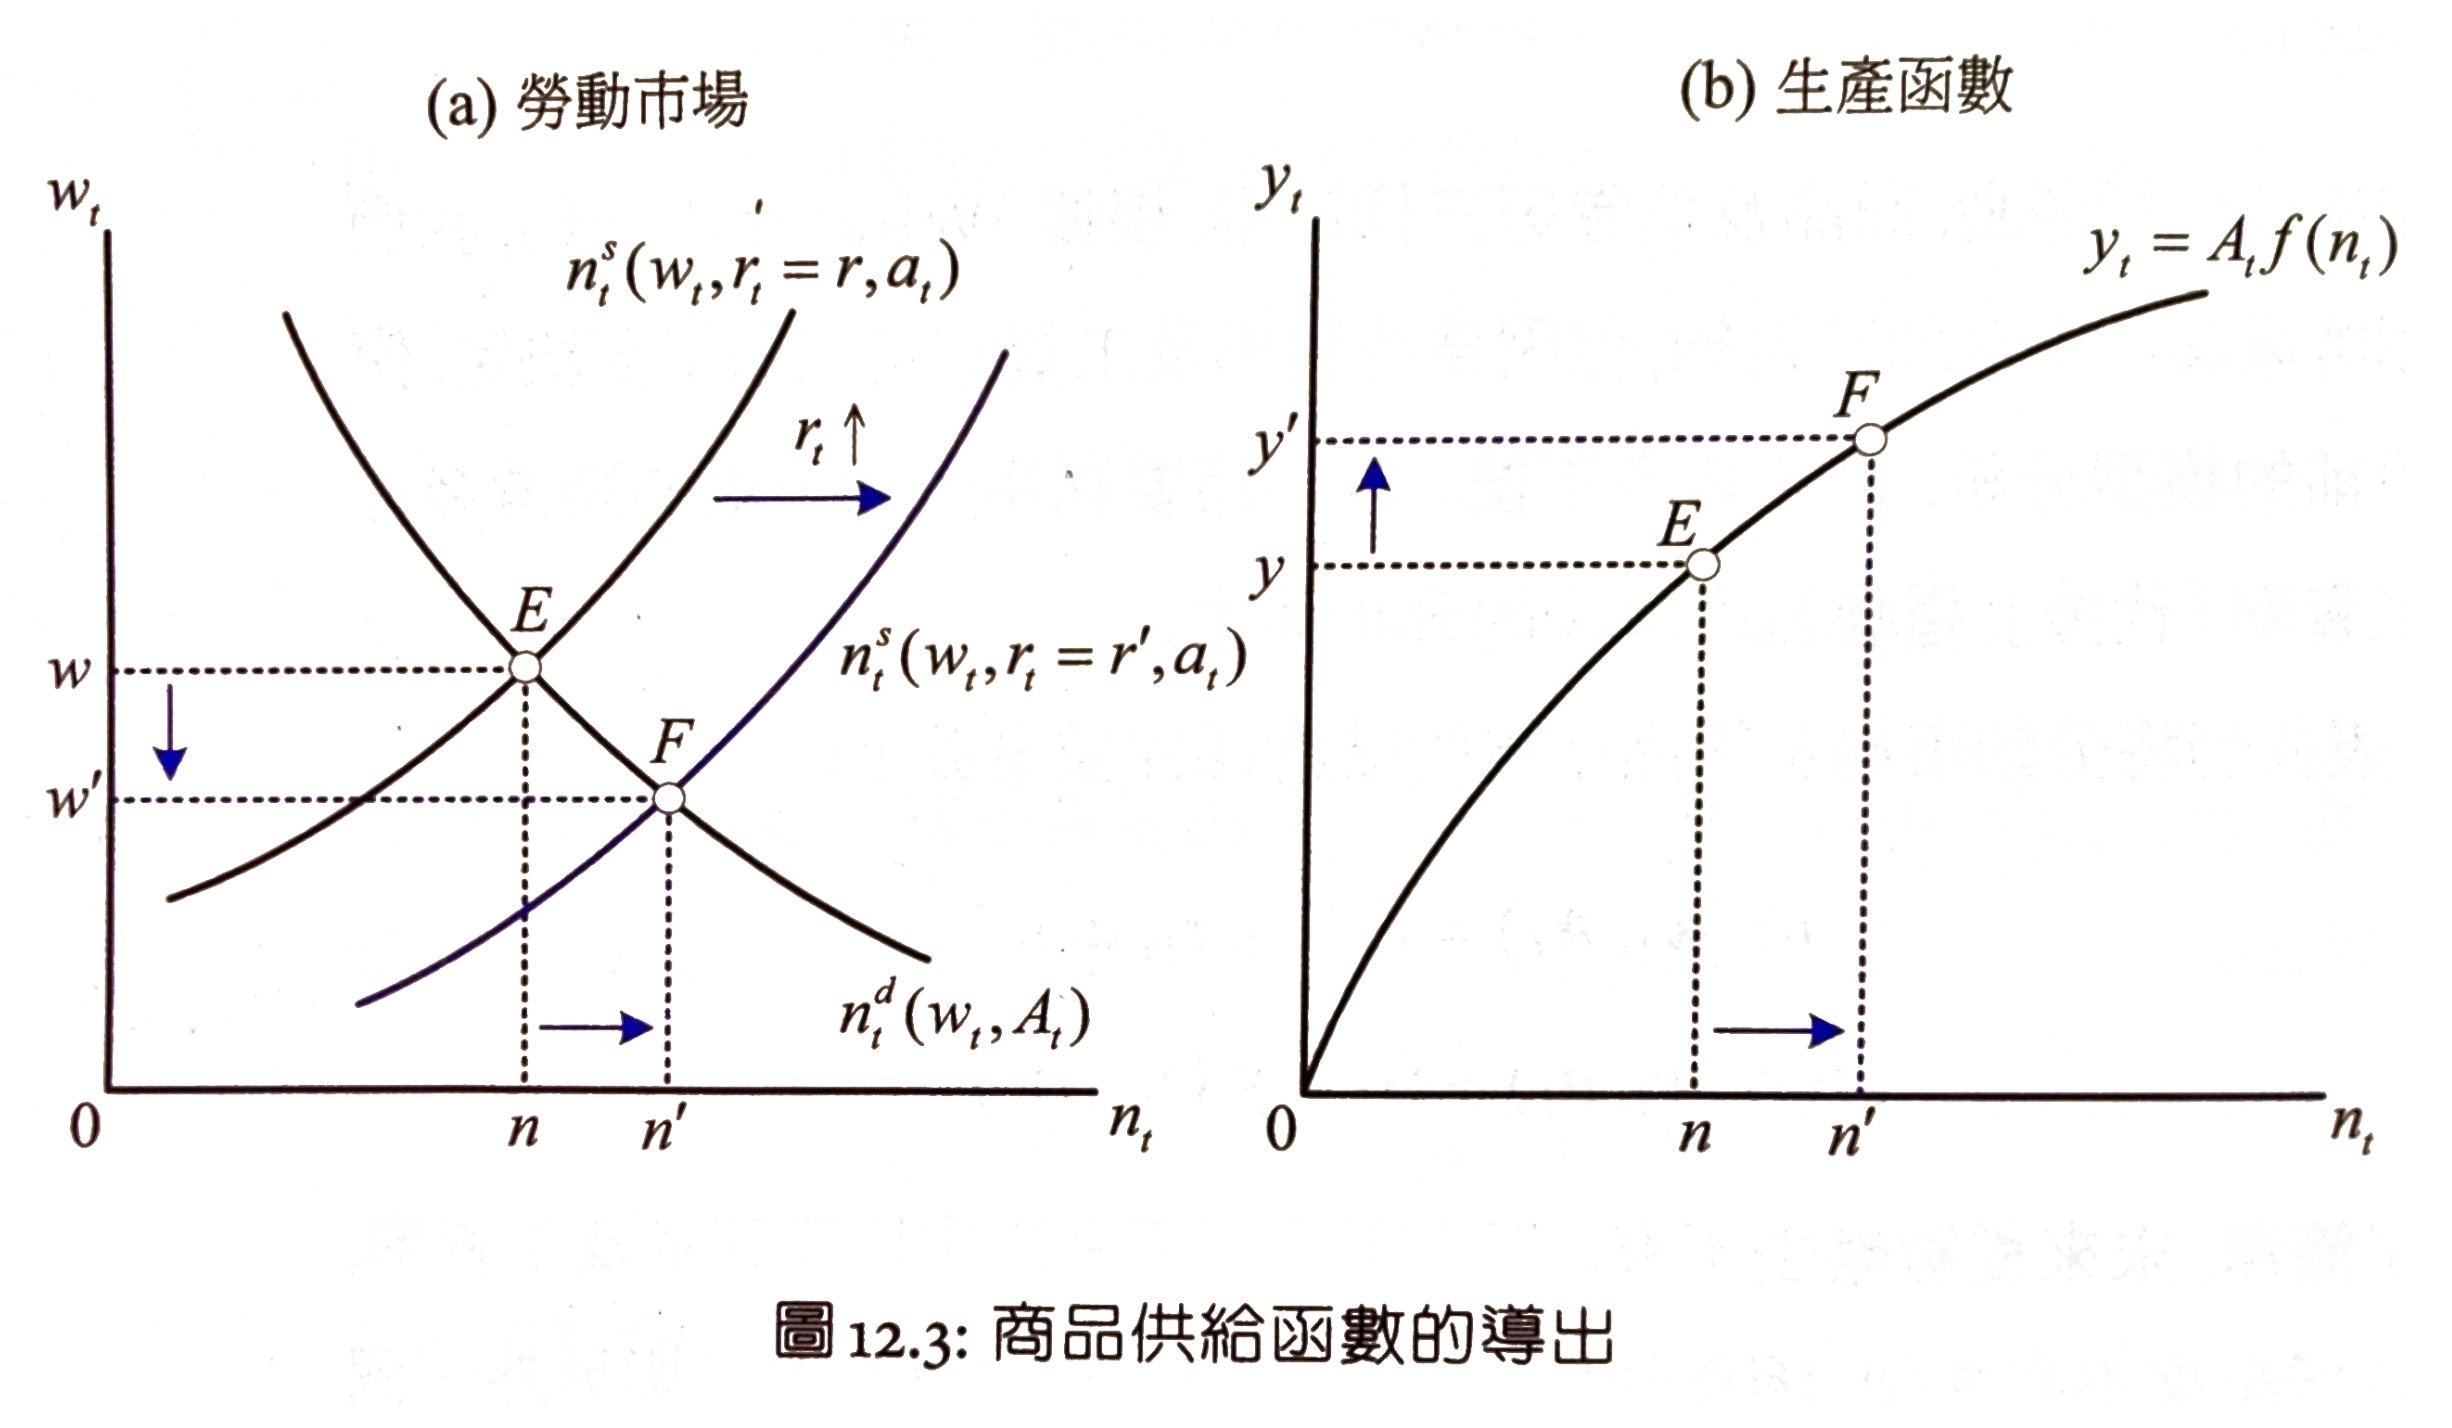 (a) 勞動市場
w_t
n_t^s(w_t, r_t = r, a_t)
r_t ↑
E
w
n_t^s(w_t, r_t = r′, a_t)
F
w′
n_t^d(w_t, A_t)
0
n
n′
n_t
(b) 生產函數
y_t
y_t = A_t f(n_t)
F
y′
E
y
0
n
n′
n_t
圖 12.3: 商品供給函數的導出